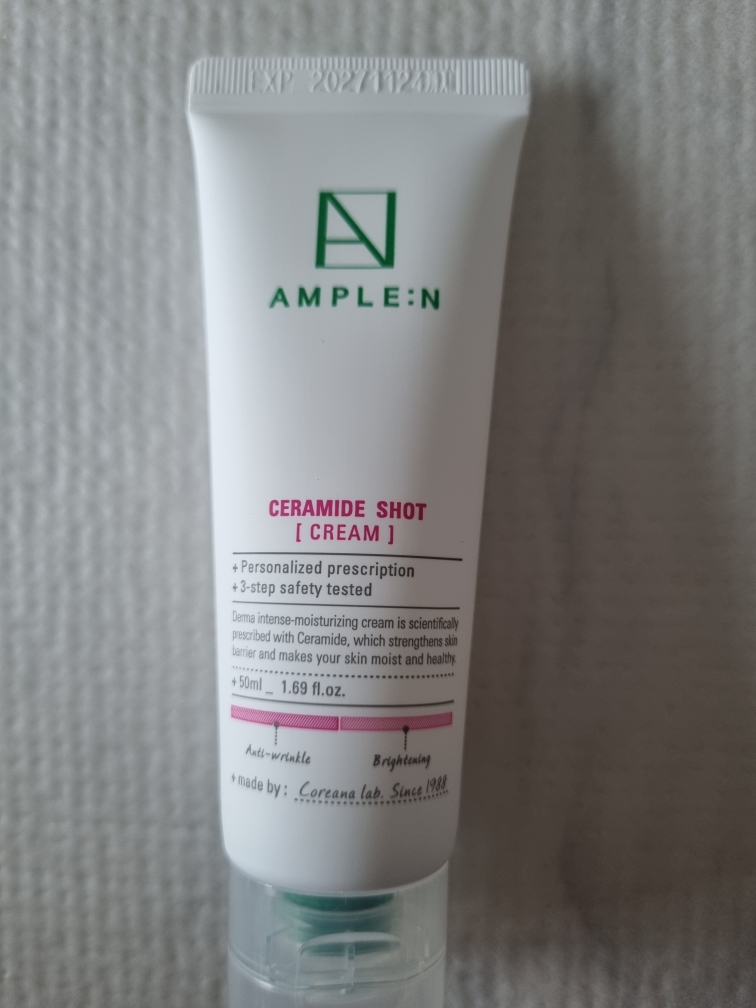 EXP 20271124
AMPLE:N
CERAMIDE SHOT
[ CREAM ]
+ Personalized prescription
+ 3-step safety tested
Derma intense-moisturizing cream is scientifically
prescribed with Ceramide, which strengthens skin
barrier and makes your skin moist and healthy.
+ 50ml _ 1.69 fl.oz.
Anti-wrinkle Brightening
+ made by : Coreana lab. Since 1988